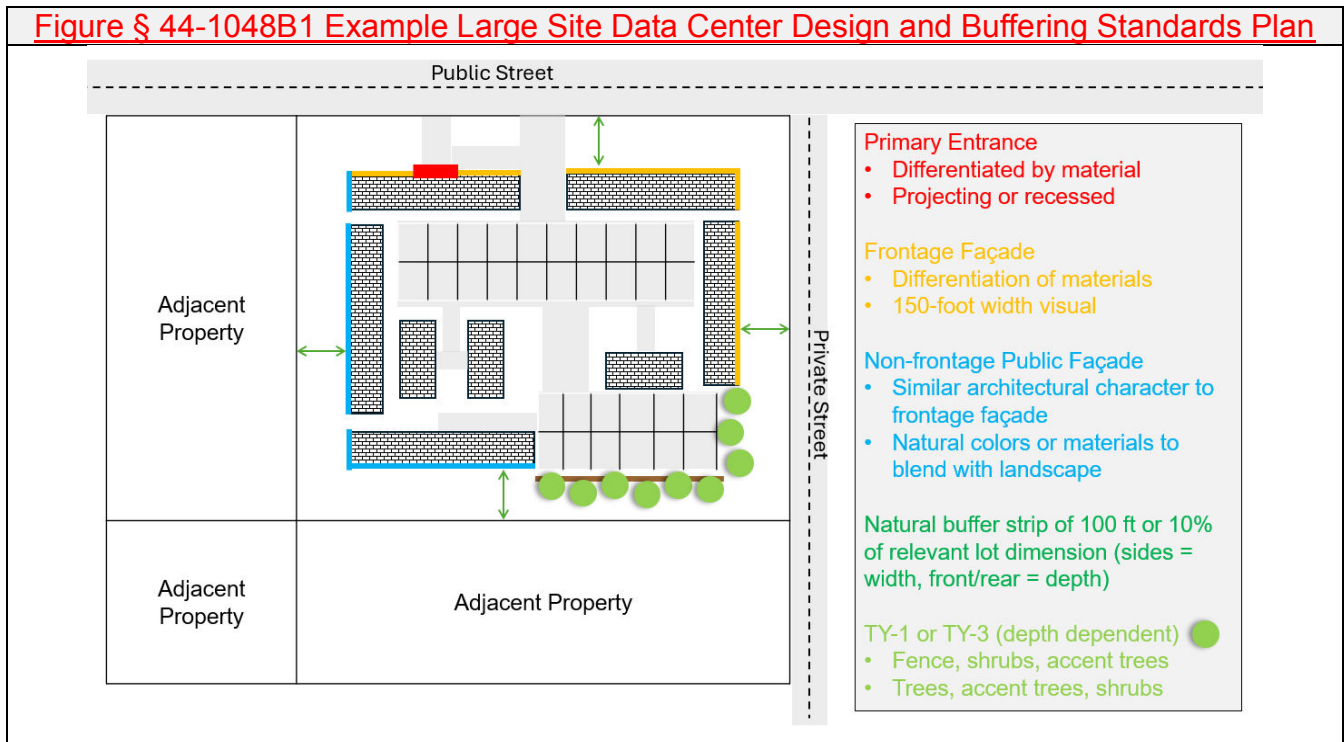 Figure § 44-1048B1 Example Large Site Data Center Design and Buffering Standards Plan
Public Street
Adjacent
Property
Private Street
Adjacent
Property
Adjacent Property
Primary Entrance
• Differentiated by material
• Projecting or recessed
Frontage Façade
• Differentiation of materials
• 150-foot width visual
Non-frontage Public Façade
• Similar architectural character to
frontage façade
• Natural colors or materials to
blend with landscape
Natural buffer strip of 100 ft or 10%
of relevant lot dimension (sides =
width, front/rear = depth)
TY-1 or TY-3 (depth dependent)
• Fence, shrubs, accent trees
• Trees, accent trees, shrubs